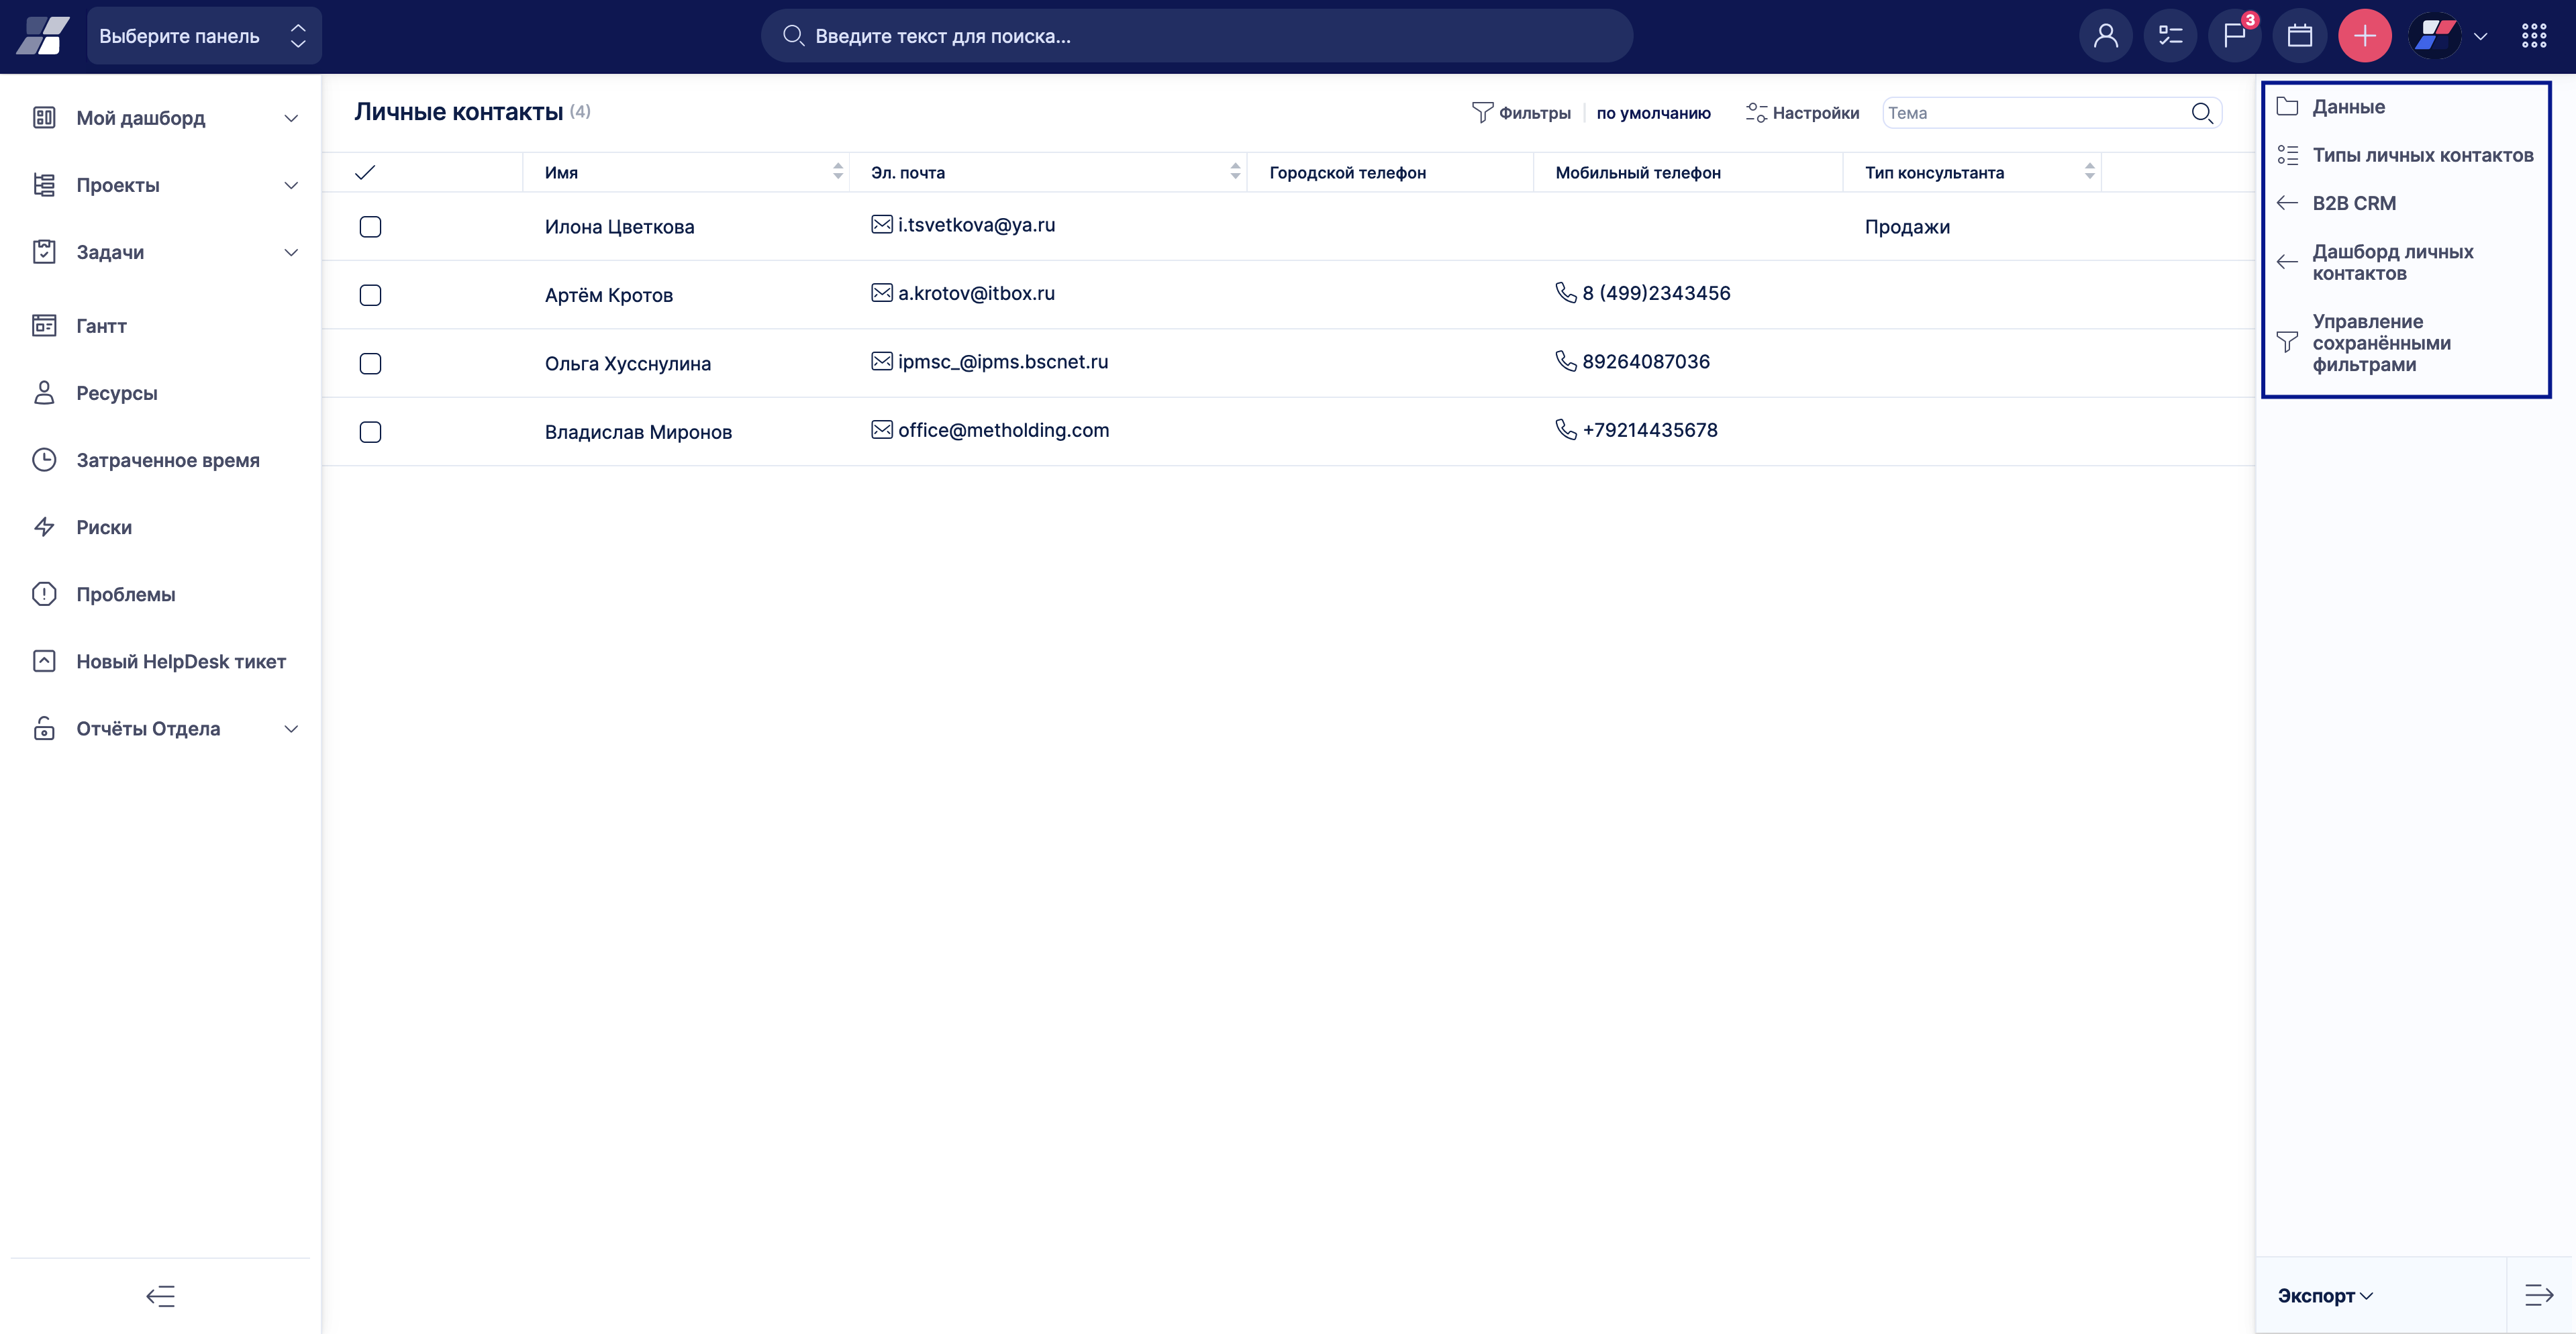 Выберите панель
Введите текст для поиска...
3
Мой дашборд
Проекты
Задачи
Гантт
Ресурсы
Затраченное время
Риски
Проблемы
Новый HelpDesk тикет
Отчёты Отдела
Личные контакты (4)
Фильтры по умолчанию Настройки Тема
Имя Эл. почта Городской телефон Мобильный телефон Тип консультанта
Илона Цветкова i.tsvetkova@ya.ru Продажи
Артём Кротов a.krotov@itbox.ru 8 (499)2343456
Ольга Хусснулина ipmsc_@ipms.bscnet.ru 89264087036
Владислав Миронов office@metholding.com +79214435678
Данные
Типы личных контактов
B2B CRM
Дашборд личных
контактов
Управление
сохранёнными
фильтрами
Экспорт